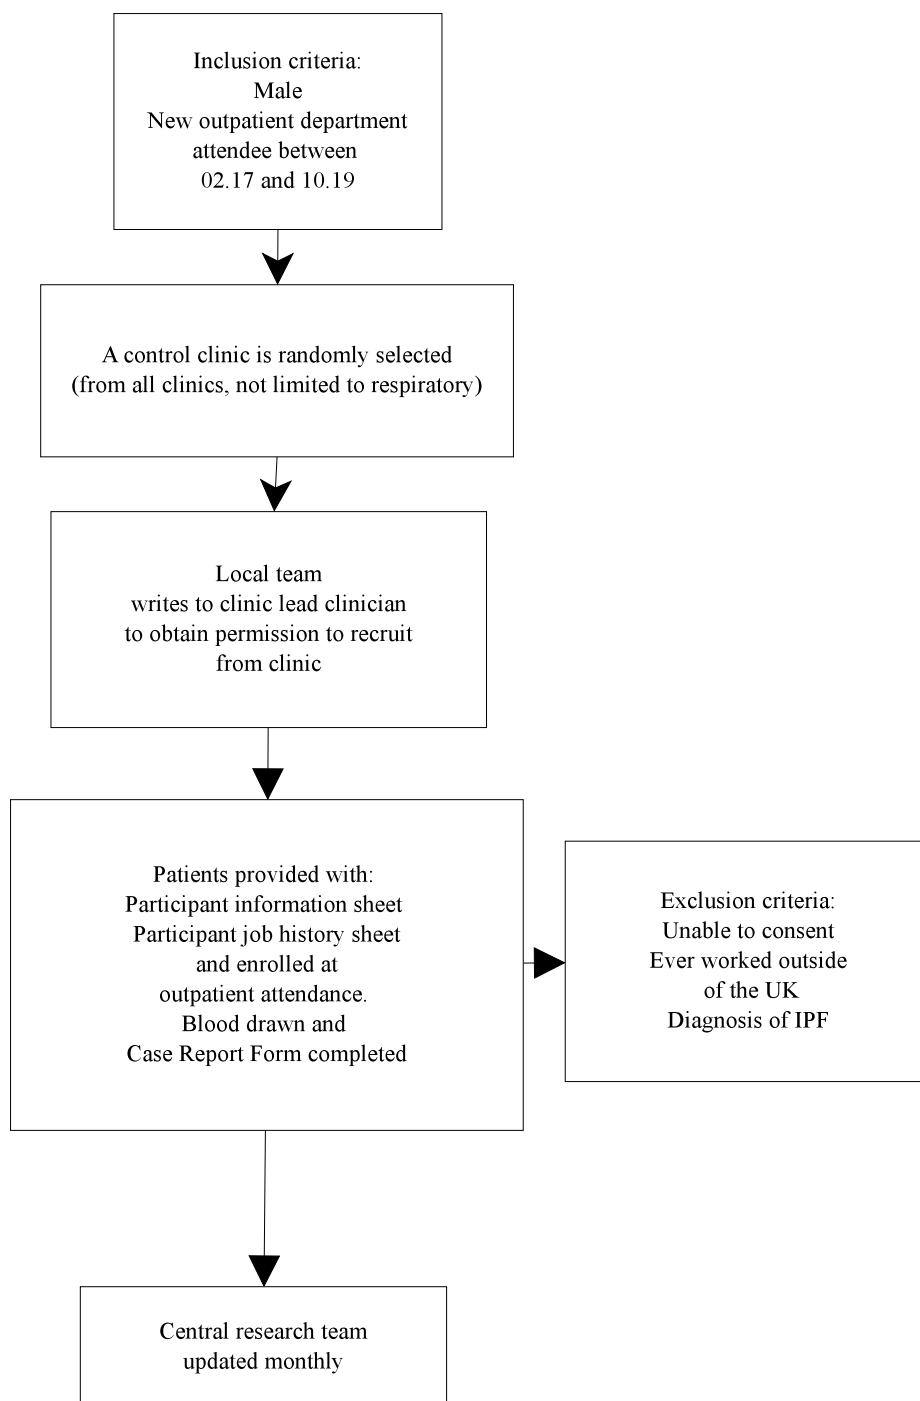 Inclusion criteria:
Male
New outpatient department
attendee between
02.17 and 10.19
A control clinic is randomly selected
(from all clinics, not limited to respiratory)
Local team
writes to clinic lead clinician
to obtain permission to recruit
from clinic
Patients provided with:
Participant information sheet
Participant job history sheet
and enrolled at
outpatient attendance.
Blood drawn and
Case Report Form completed
Exclusion criteria:
Unable to consent
Ever worked outside
of the UK
Diagnosis of IPF
Central research team
updated monthly